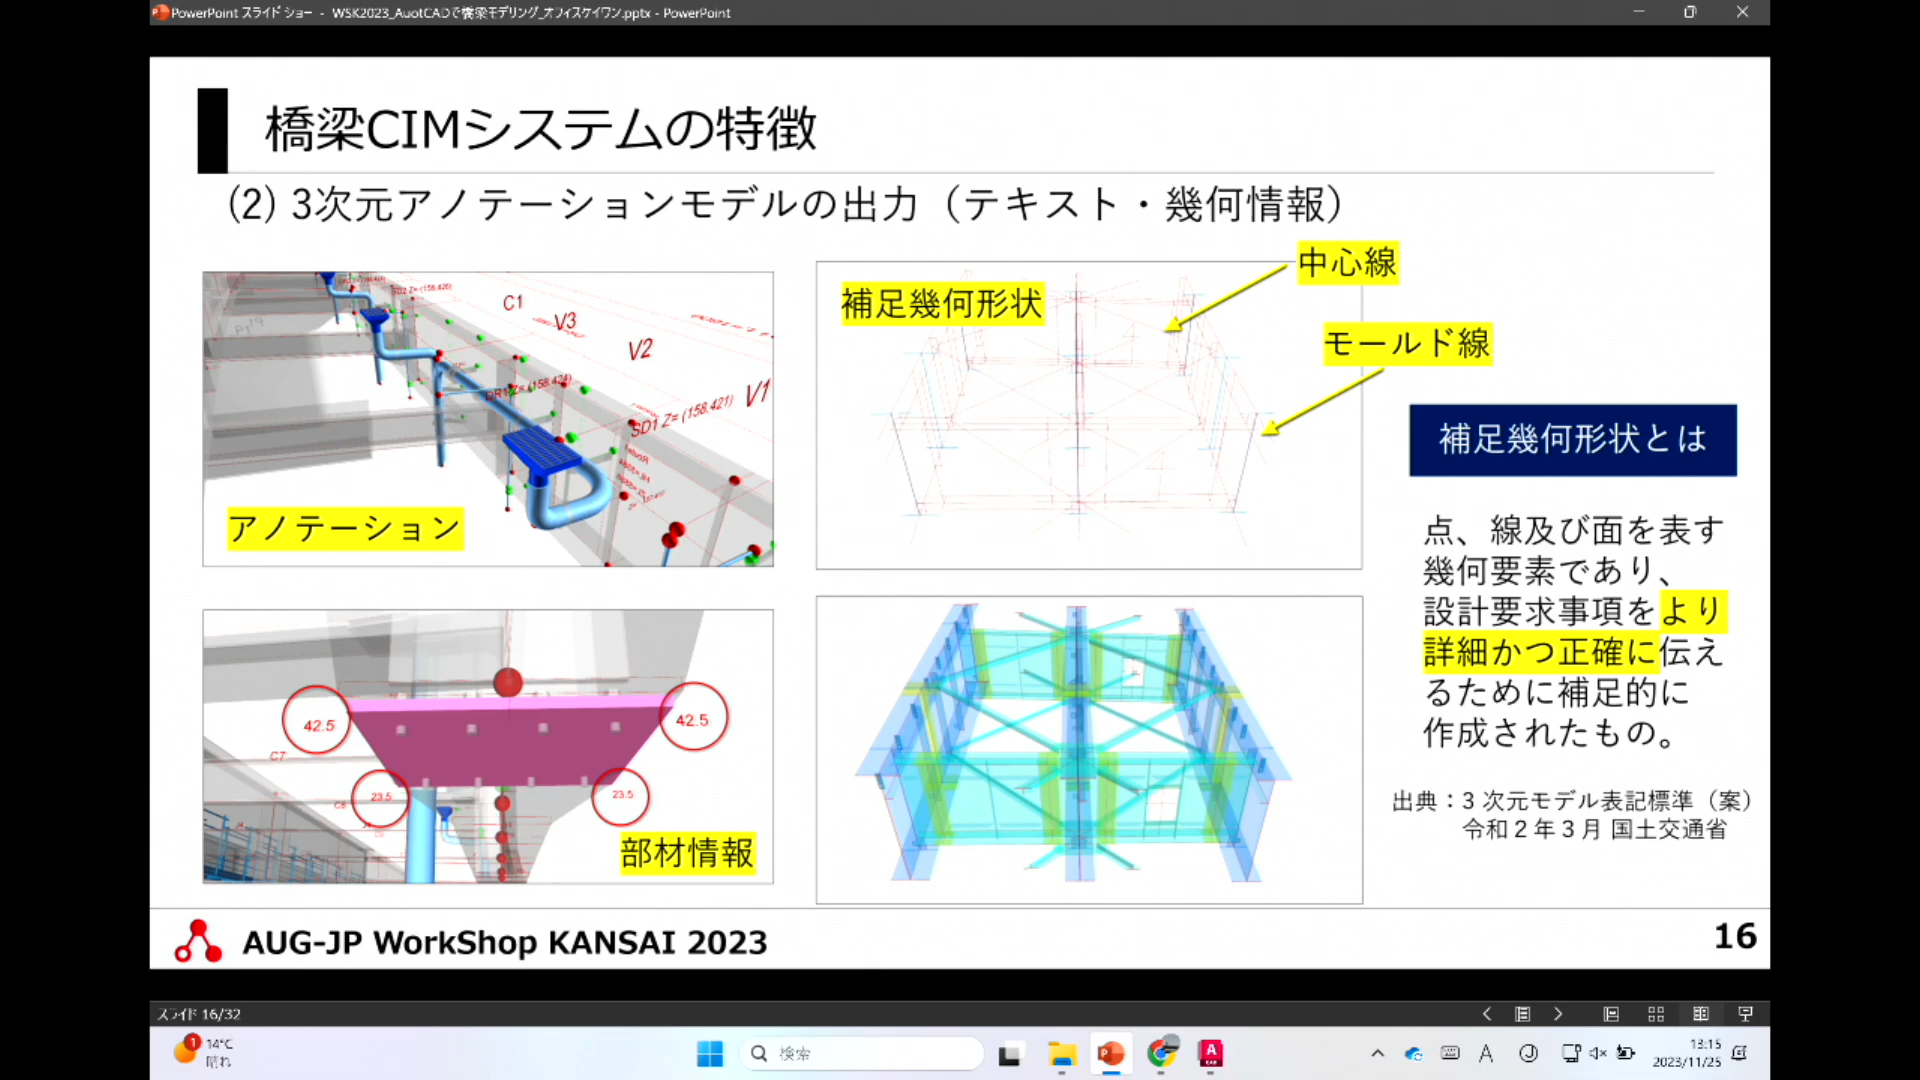 PowerPoint スライド ショー - WSK2023_AuotCADで橋梁モデリング_オフィスケイワン.pptx - PowerPoint
橋梁CIMシステムの特徴
(2) 3次元アノテーションモデルの出力（テキスト・幾何情報）
中心線
補足幾何形状
モールド線
C1
V3
V2
V1
SD1 Z= (158.421)
アノテーション
補足幾何形状とは
点、線及び面を表す
幾何要素であり、
設計要求事項をより
詳細かつ正確に伝え
るために補足的に
作成されたもの。
出典：3 次元モデル表記標準（案）
令和 2 年 3 月 国土交通省
42.5
42.5
C7
23.5
23.5
部材情報
AUG-JP WorkShop KANSAI 2023
16
スライド 16/32
1
14°C
晴れ
検索
A
CAD
A
13:15
2023/11/25